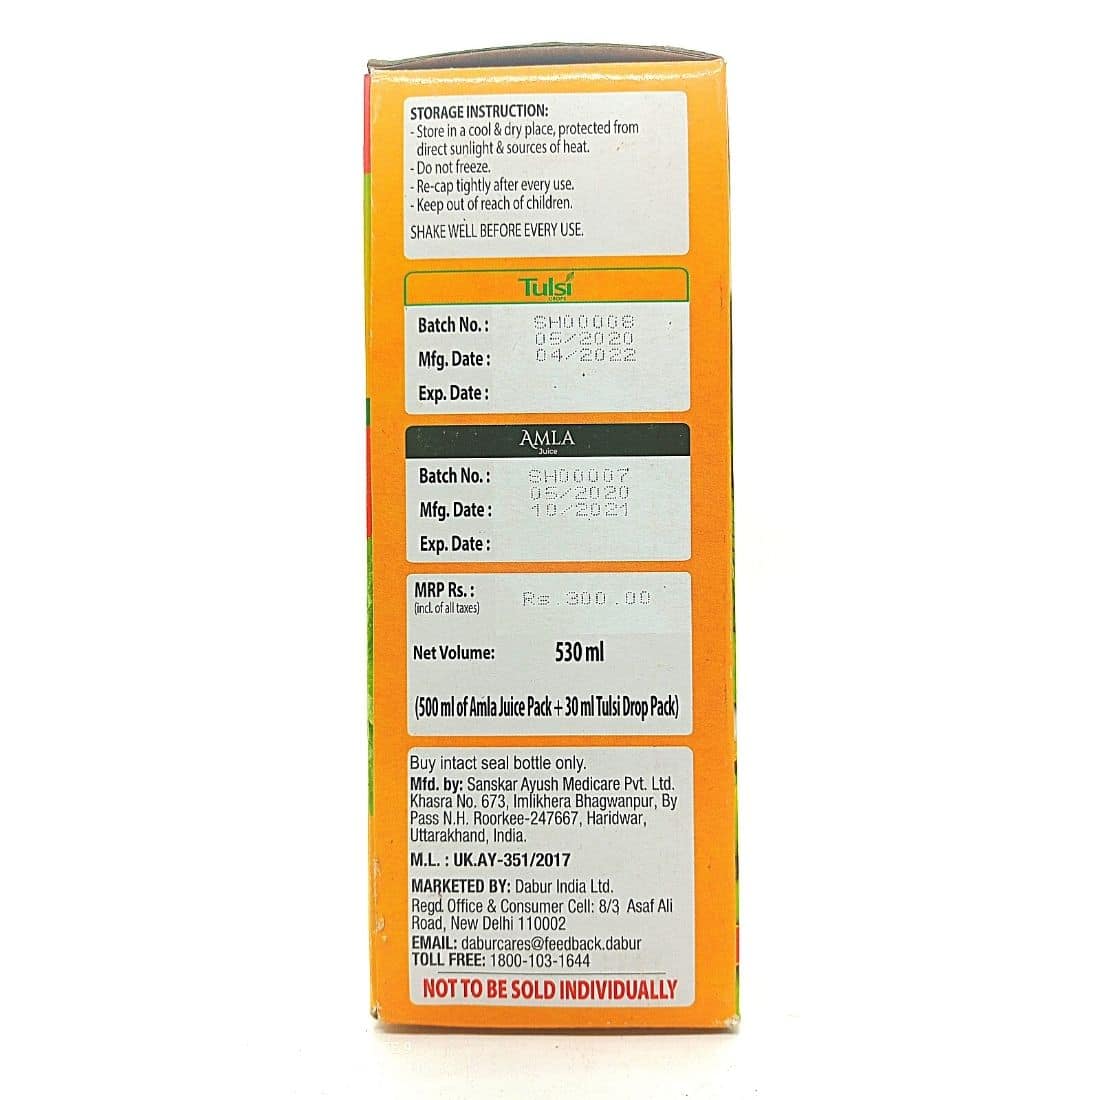 STORAGE INSTRUCTION:
- Store in a cool & dry place, protected from
direct sunlight & sources of heat.
- Do not freeze.
- Re-cap tightly after every use.
- Keep out of reach of children.
SHAKE WELL BEFORE EVERY USE.
Tulsi
DROPS
Batch No. : SH00008
05/2020
Mfg. Date : 04/2022
Exp. Date :
AMLA
Juice
Batch No. : SH00007
05/2020
Mfg. Date : 10/2021
Exp. Date :
MRP Rs. : Rs. 300.00
(incl. of all taxes)
Net Volume: 530 ml
(500 ml of Amla Juice Pack + 30 ml Tulsi Drop Pack)
Buy intact seal bottle only.
Mfd. by: Sanskar Ayush Medicare Pvt. Ltd.
Khasra No. 673, Imlikhera Bhagwanpur, By
Pass N.H. Roorkee-247667, Haridwar,
Uttarakhand, India.
M.L. : UK.AY-351/2017
MARKETED BY: Dabur India Ltd.
Regd. Office & Consumer Cell: 8/3, Asaf Ali
Road, New Delhi 110002
EMAIL: daburcares@feedback.dabur
TOLL FREE: 1800-103-1644
NOT TO BE SOLD INDIVIDUALLY